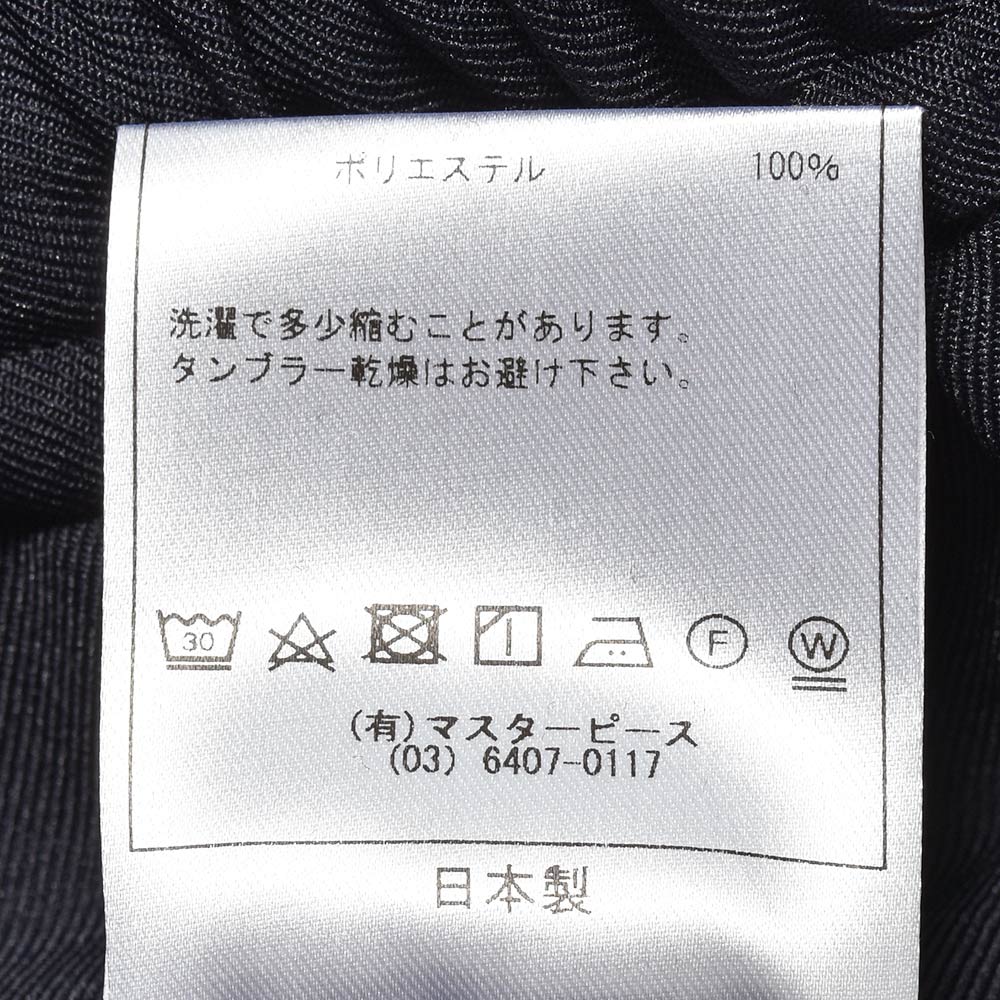 ポリエステル 100%
洗濯で多少縮むことがあります。
タンブラー乾燥はお避け下さい。
30 F W
(有)マスターピース
(03) 6407-0117
日本製